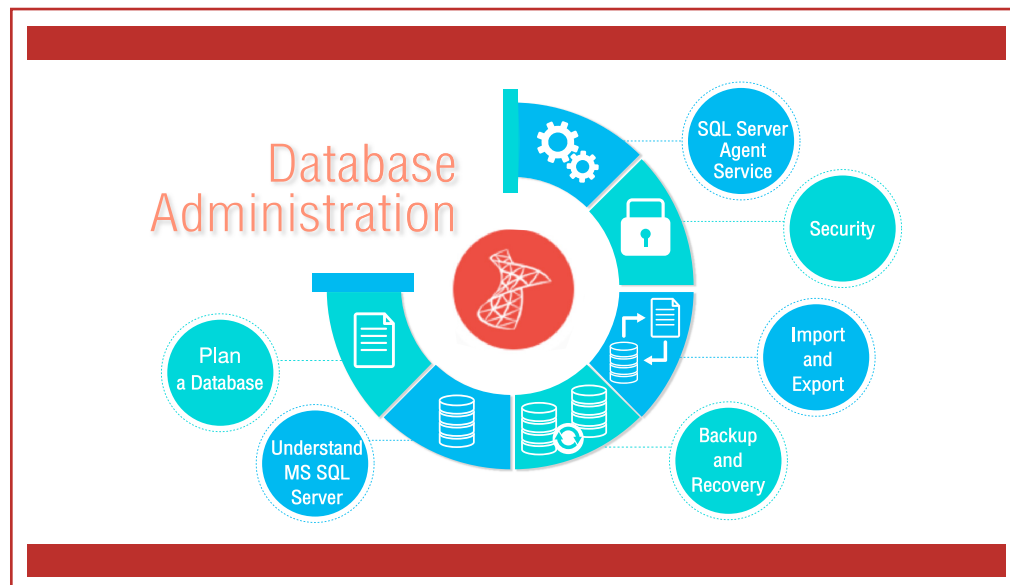 Database
Administration
SQL Server
Agent
Service
Security
Import
and
Export
Backup
and
Recovery
Understand
MS SQL
Server
Plan
a Database